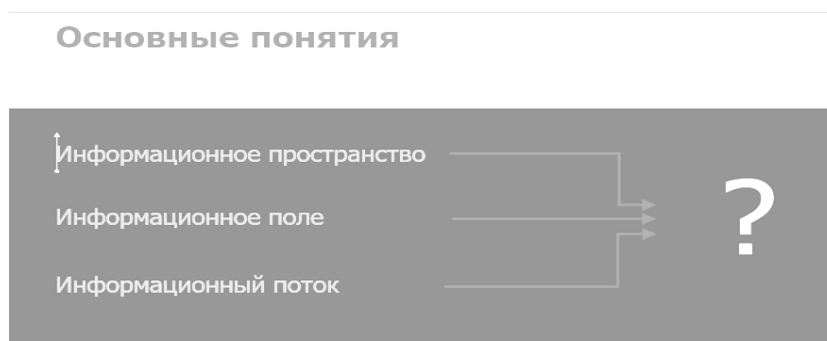 Основные понятия
Информационное пространство
Информационное поле
Информационный поток
?